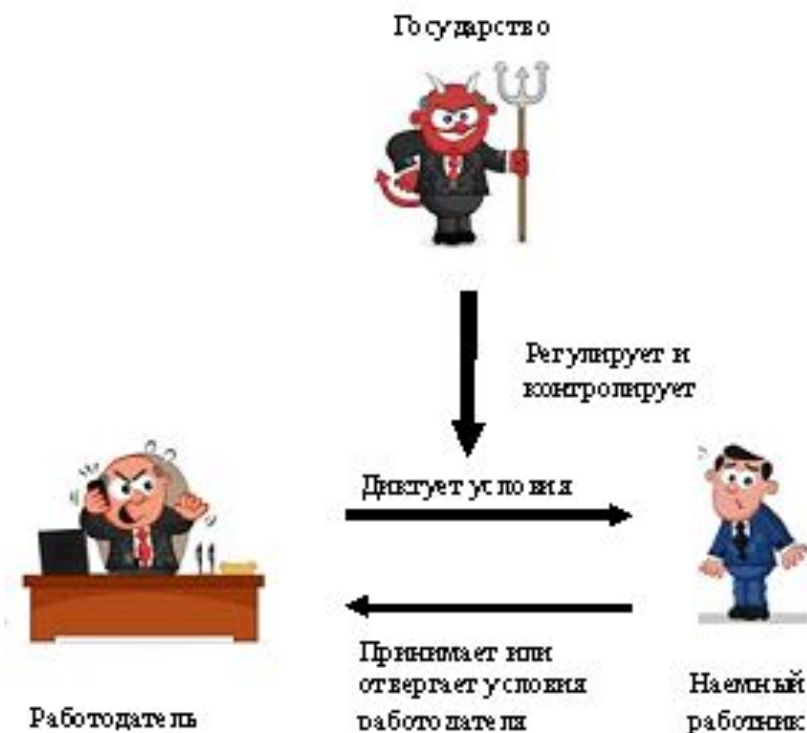 Государство
Регулирует и
контролирует
Диктует условия
Принимает или
отвергает условия
работодателя
Работодатель
Наемный
работник